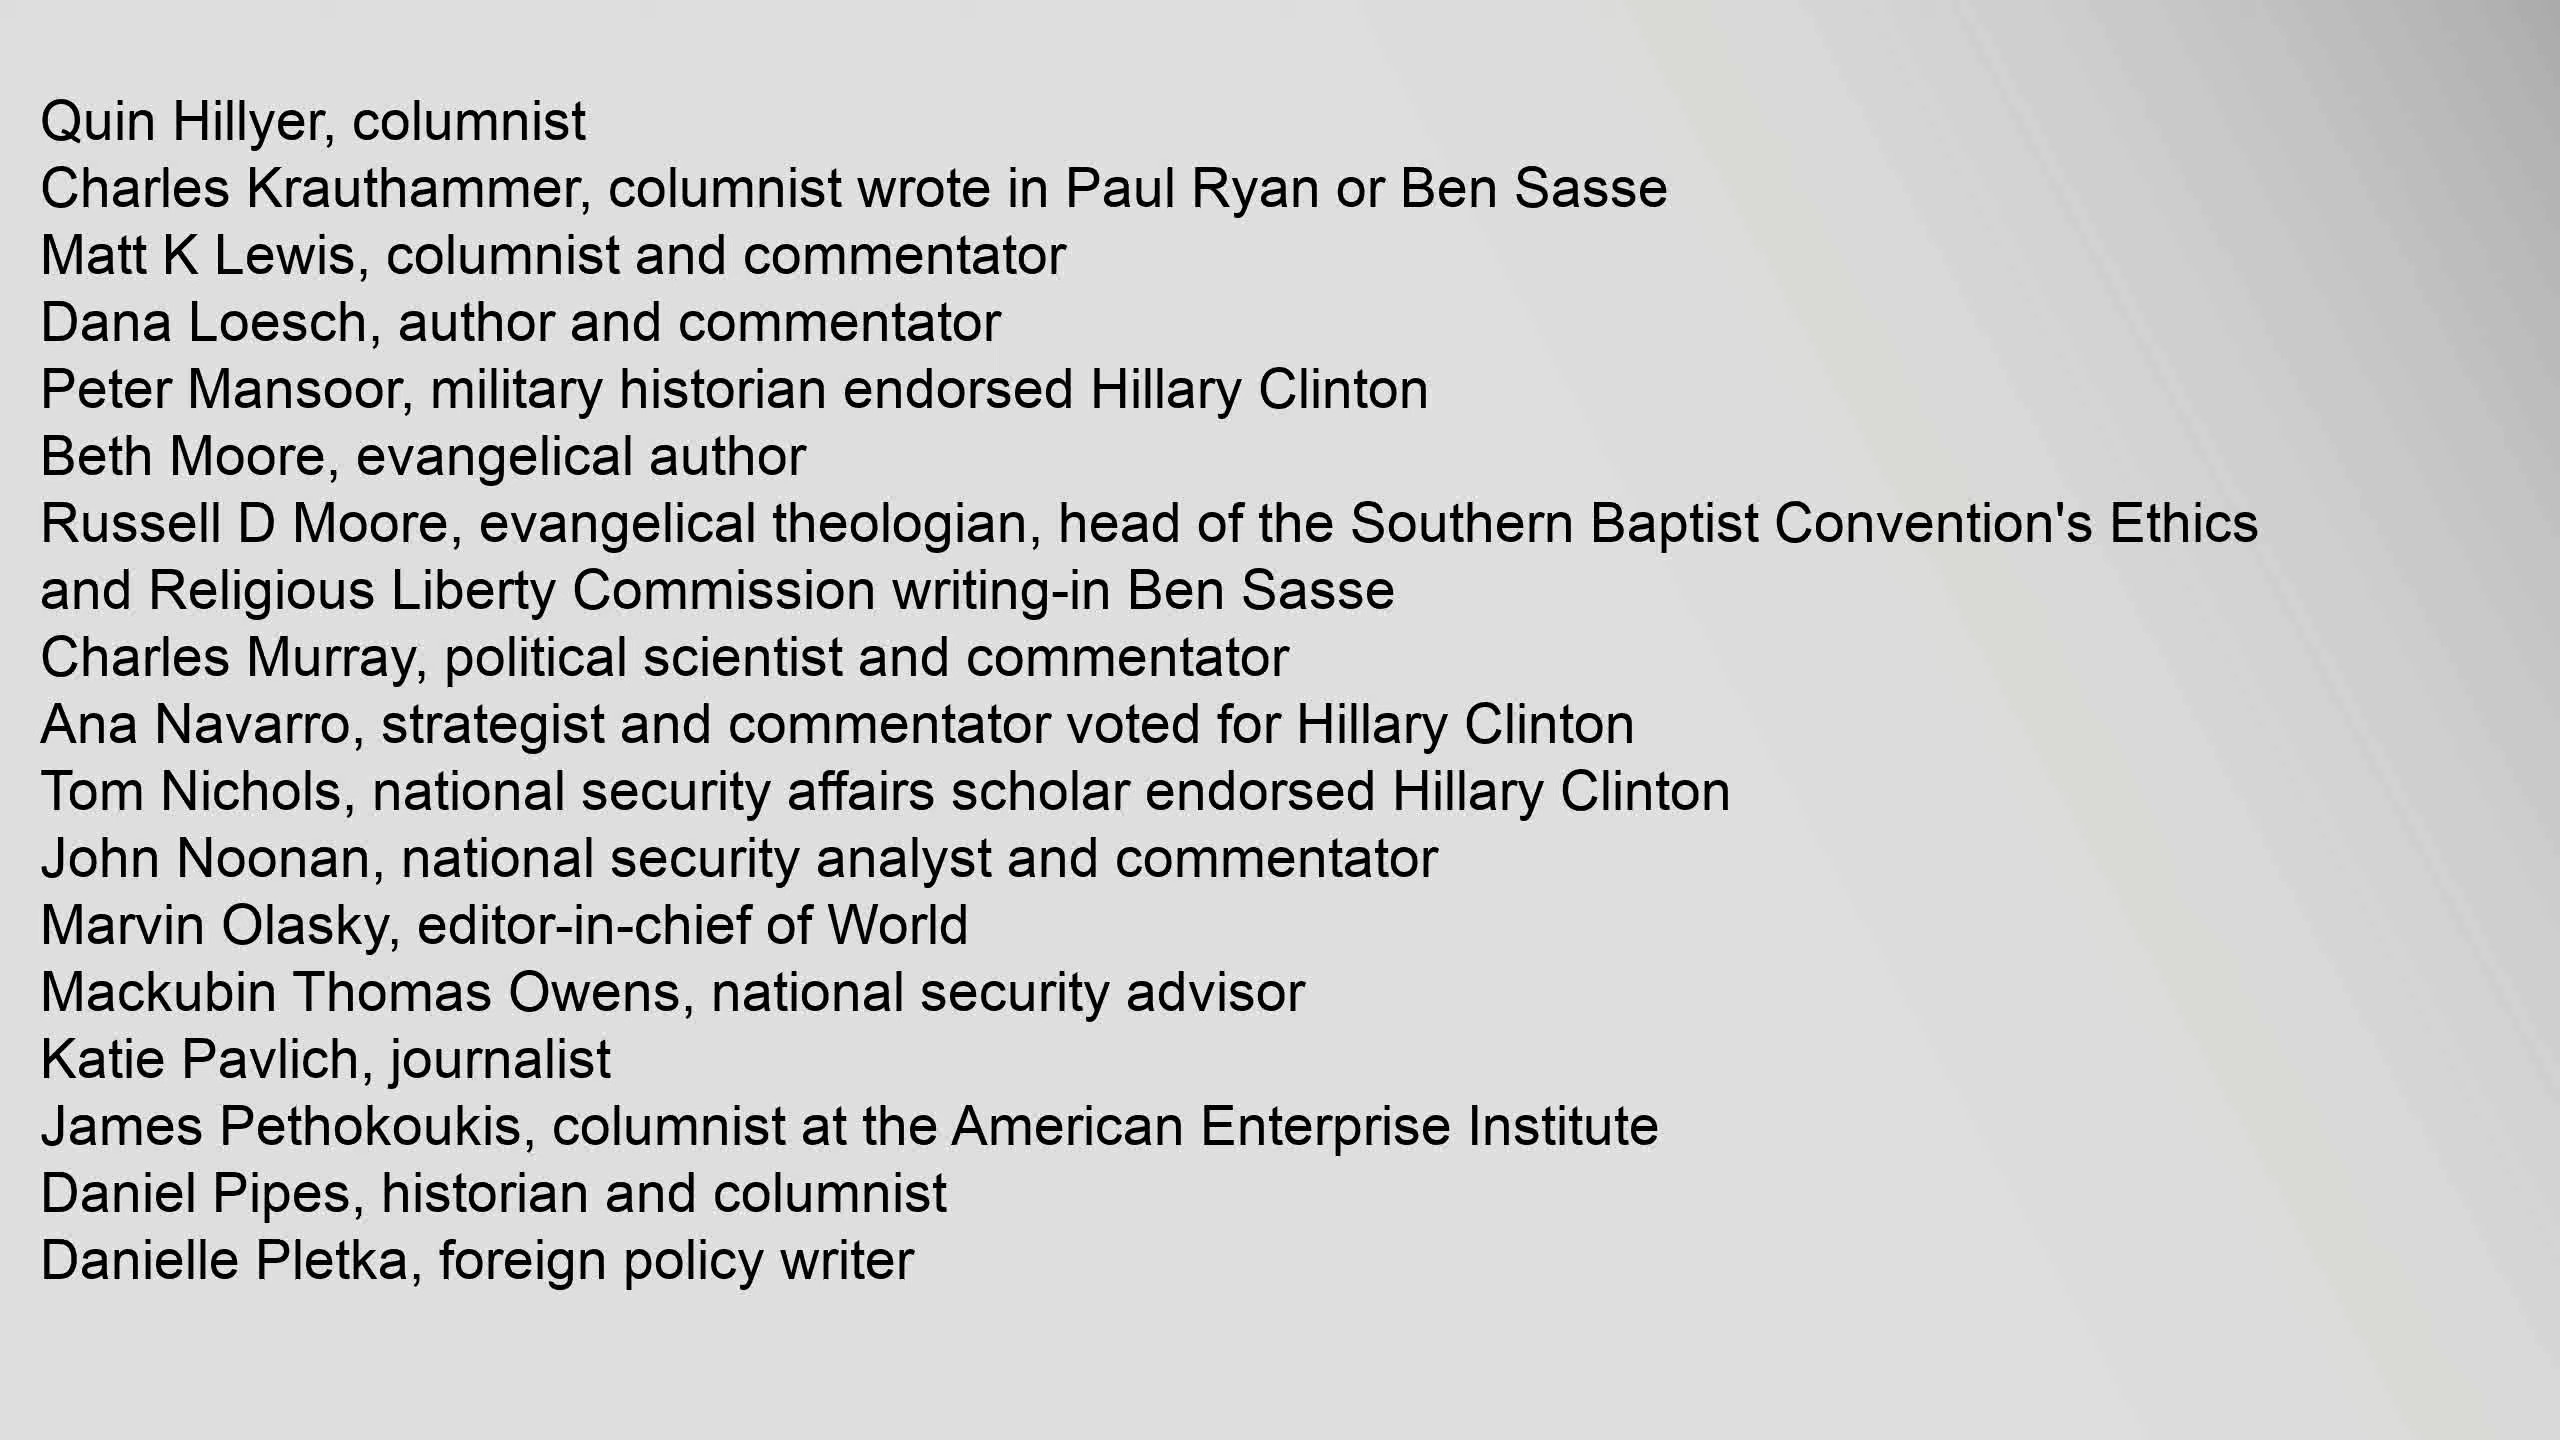 Quin Hillyer, columnist
Charles Krauthammer, columnist wrote in Paul Ryan or Ben Sasse
Matt K Lewis, columnist and commentator
Dana Loesch, author and commentator
Peter Mansoor, military historian endorsed Hillary Clinton
Beth Moore, evangelical author
Russell D Moore, evangelical theologian, head of the Southern Baptist Convention's Ethics
and Religious Liberty Commission writing-in Ben Sasse
Charles Murray, political scientist and commentator
Ana Navarro, strategist and commentator voted for Hillary Clinton
Tom Nichols, national security affairs scholar endorsed Hillary Clinton
John Noonan, national security analyst and commentator
Marvin Olasky, editor-in-chief of World
Mackubin Thomas Owens, national security advisor
Katie Pavlich, journalist
James Pethokoukis, columnist at the American Enterprise Institute
Daniel Pipes, historian and columnist
Danielle Pletka, foreign policy writer